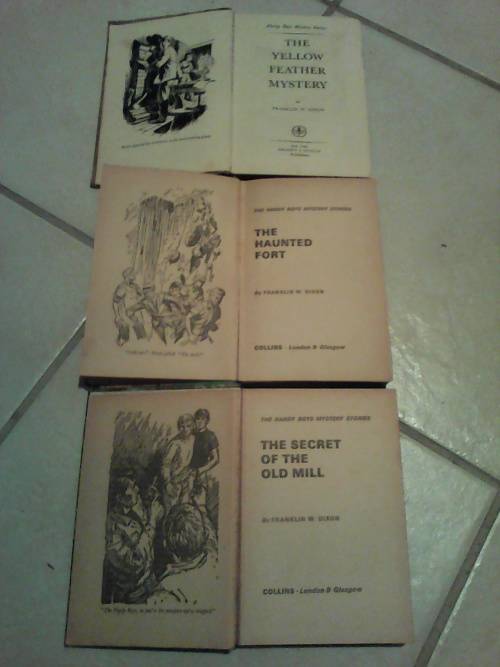 Hardy Boys Mystery Series
THE
YELLOW
FEATHER
MYSTERY
BY
FRANKLIN W. DIXON
THE HARDY BOYS MYSTERY STORIES
THE
HAUNTED
FORT
By FRANKLIN W. DIXON
COLLINS · London & Glasgow
THE HARDY BOYS MYSTERY STORIES
THE SECRET
OF THE
OLD MILL
By FRANKLIN W. DIXON
COLLINS · London & Glasgow